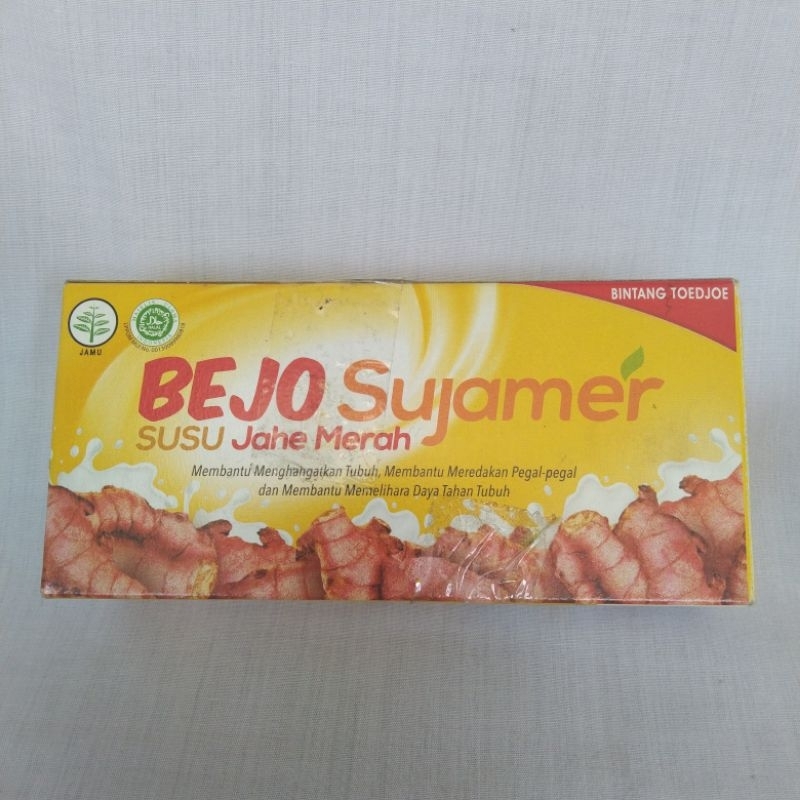 BINTANG TOEDJOE
JAMU
HALAL
BEJO Sujamer
SUSU Jahe Merah
Membantu Menghangatkan Tubuh, Membantu Meredakan Pegal-pegal
dan Membantu Memelihara Daya Tahan Tubuh